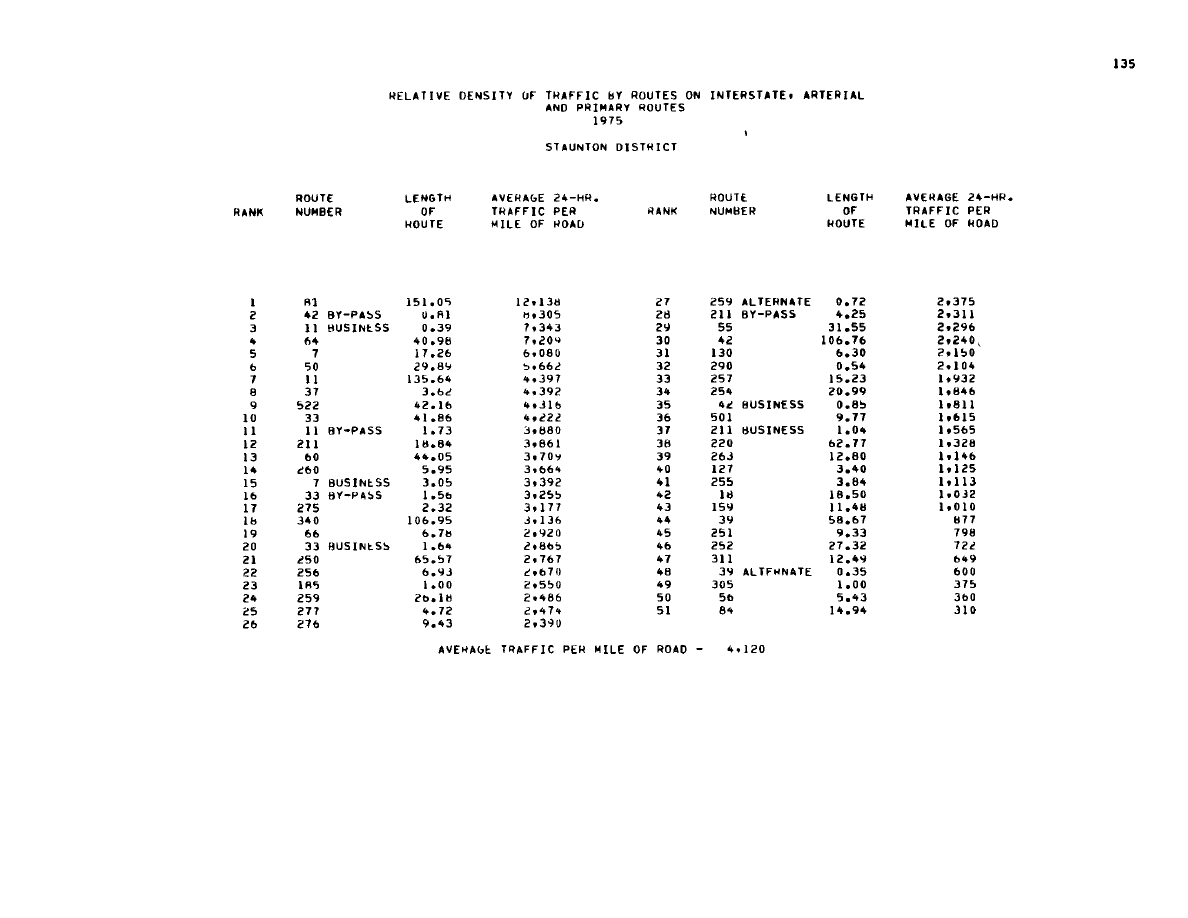 135
RELATIVE DENSITY OF TRAFFIC BY ROUTES ON INTERSTATE, ARTERIAL
AND PRIMARY ROUTES
1975
STAUNTON DISTRICT
ROUTE LENGTH AVERAGE 24-HR. ROUTE LENGTH AVERAGE 24-HR.
RANK NUMBER OF TRAFFIC PER RANK NUMBER OF TRAFFIC PER
ROUTE MILE OF ROAD ROUTE MILE OF ROAD
1 81 151.05 12,138 27 259 ALTERNATE 0.72 2,375
2 42 BY-PASS 0.81 8,305 28 211 BY-PASS 4.25 2,311
3 11 BUSINESS 0.39 7,343 29 55 31.55 2,296
4 64 40.98 7,209 30 42 106.76 2,240
5 7 17.26 6,080 31 130 6.30 2,150
6 50 29.89 5,662 32 290 0.54 2,104
7 11 135.64 4,397 33 257 15.23 1,932
8 37 3.62 4,392 34 254 20.99 1,846
9 522 42.16 4,316 35 42 BUSINESS 0.85 1,811
10 33 41.86 4,222 36 501 9.77 1,615
11 11 BY-PASS 1.73 3,880 37 211 BUSINESS 1.04 1,565
12 211 18.84 3,861 38 220 62.77 1,328
13 60 44.05 3,709 39 263 12.80 1,146
14 260 5.95 3,664 40 127 3.40 1,125
15 7 BUSINESS 3.05 3,392 41 255 3.84 1,113
16 33 BY-PASS 1.56 3,255 42 18 18.50 1,032
17 275 2.32 3,177 43 159 11.48 1,010
18 340 106.95 3,136 44 39 58.67 877
19 66 6.78 2,920 45 251 9.33 798
20 33 BUSINESS 1.64 2,865 46 252 27.32 722
21 250 65.57 2,767 47 311 12.49 649
22 256 6.93 2,670 48 39 ALTERNATE 0.35 600
23 185 1.00 2,550 49 305 1.00 375
24 259 26.18 2,486 50 56 5.43 360
25 277 4.72 2,474 51 84 14.94 310
26 276 9.43 2,390
AVERAGE TRAFFIC PER MILE OF ROAD - 4,120